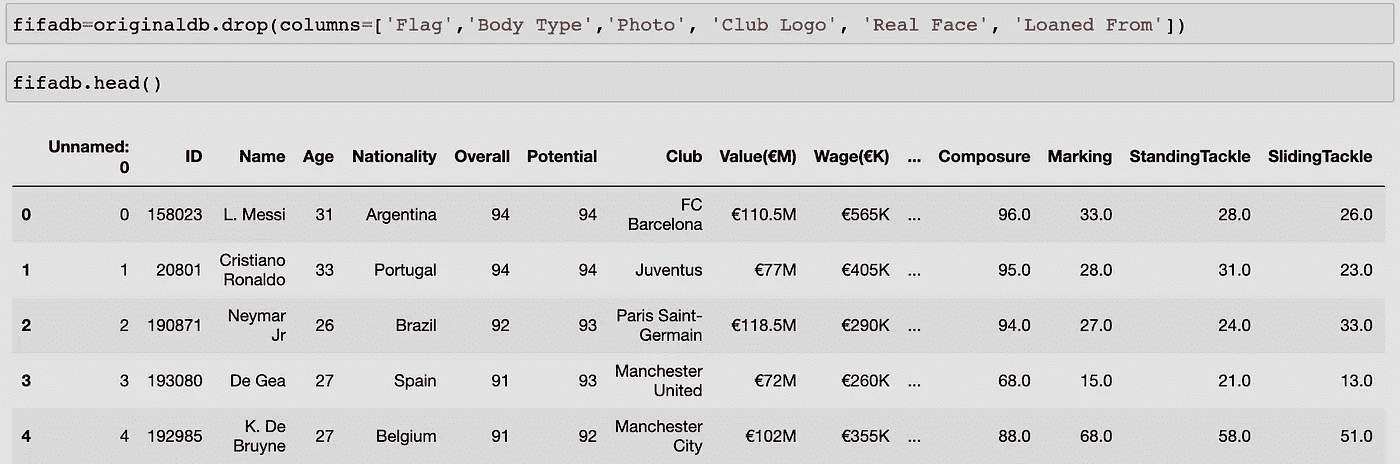 fifadb=originaldb.drop(columns=['Flag','Body Type','Photo', 'Club Logo', 'Real Face', 'Loaned From'])
fifadb.head()
Unnamed: 0 ID Name Age Nationality Overall Potential Club Value(€M) Wage(€K) ... Composure Marking StandingTackle SlidingTackle
0 0 158023 L. Messi 31 Argentina 94 94 FC Barcelona €110.5M €565K ... 96.0 33.0 28.0 26.0
1 1 20801 Cristiano Ronaldo 33 Portugal 94 94 Juventus €77M €405K ... 95.0 28.0 31.0 23.0
2 2 190871 Neymar Jr 26 Brazil 92 93 Paris Saint-Germain €118.5M €290K ... 94.0 27.0 24.0 33.0
3 3 193080 De Gea 27 Spain 91 93 Manchester United €72M €260K ... 68.0 15.0 21.0 13.0
4 4 192985 K. De Bruyne 27 Belgium 91 92 Manchester City €102M €355K ... 88.0 68.0 58.0 51.0